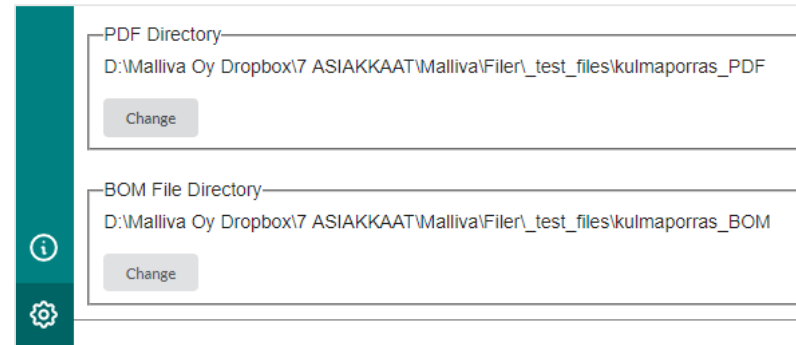 PDF Directory
D:\Malliva Oy Dropbox\7 ASIAKKAAT\Malliva\Filer\_test_files\kulmaporras_PDF
Change
BOM File Directory
D:\Malliva Oy Dropbox\7 ASIAKKAAT\Malliva\Filer\_test_files\kulmaporras_BOM
Change